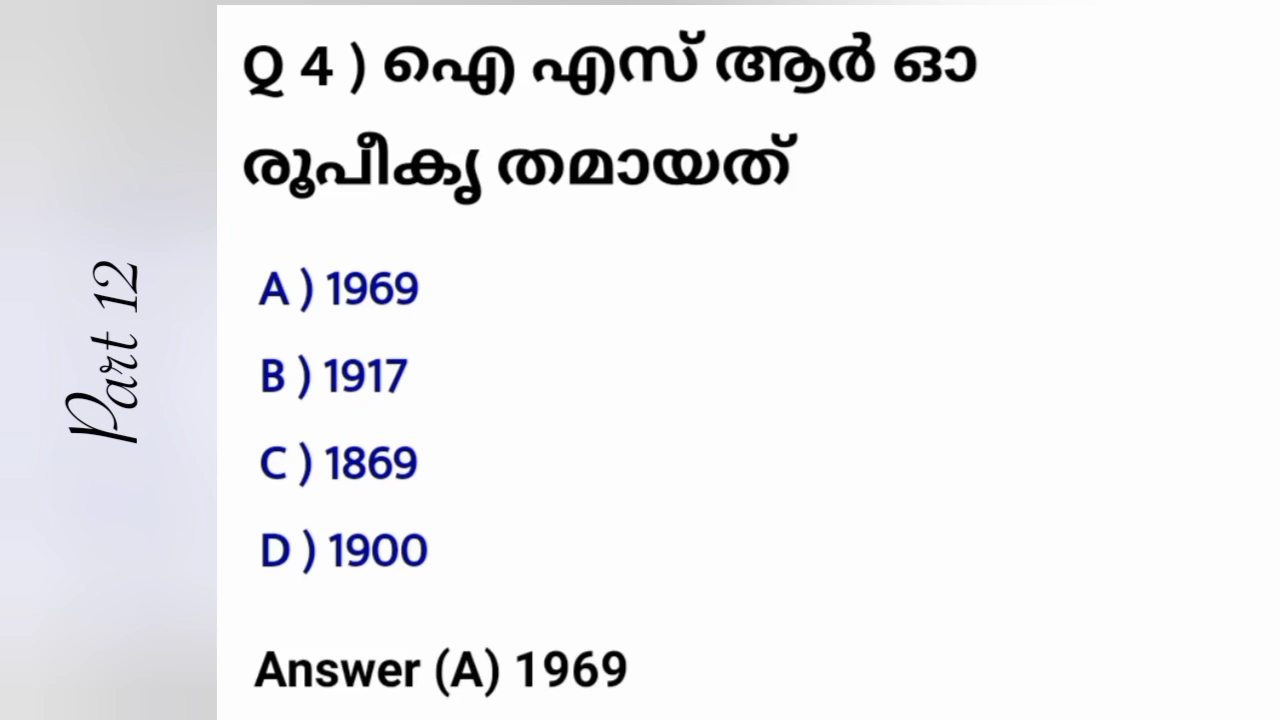 Part 12
Q 4 ) ഐ എസ് ആർ ഓ
രൂപീകൃ തമായത്
A ) 1969
B ) 1917
C ) 1869
D ) 1900
Answer (A) 1969